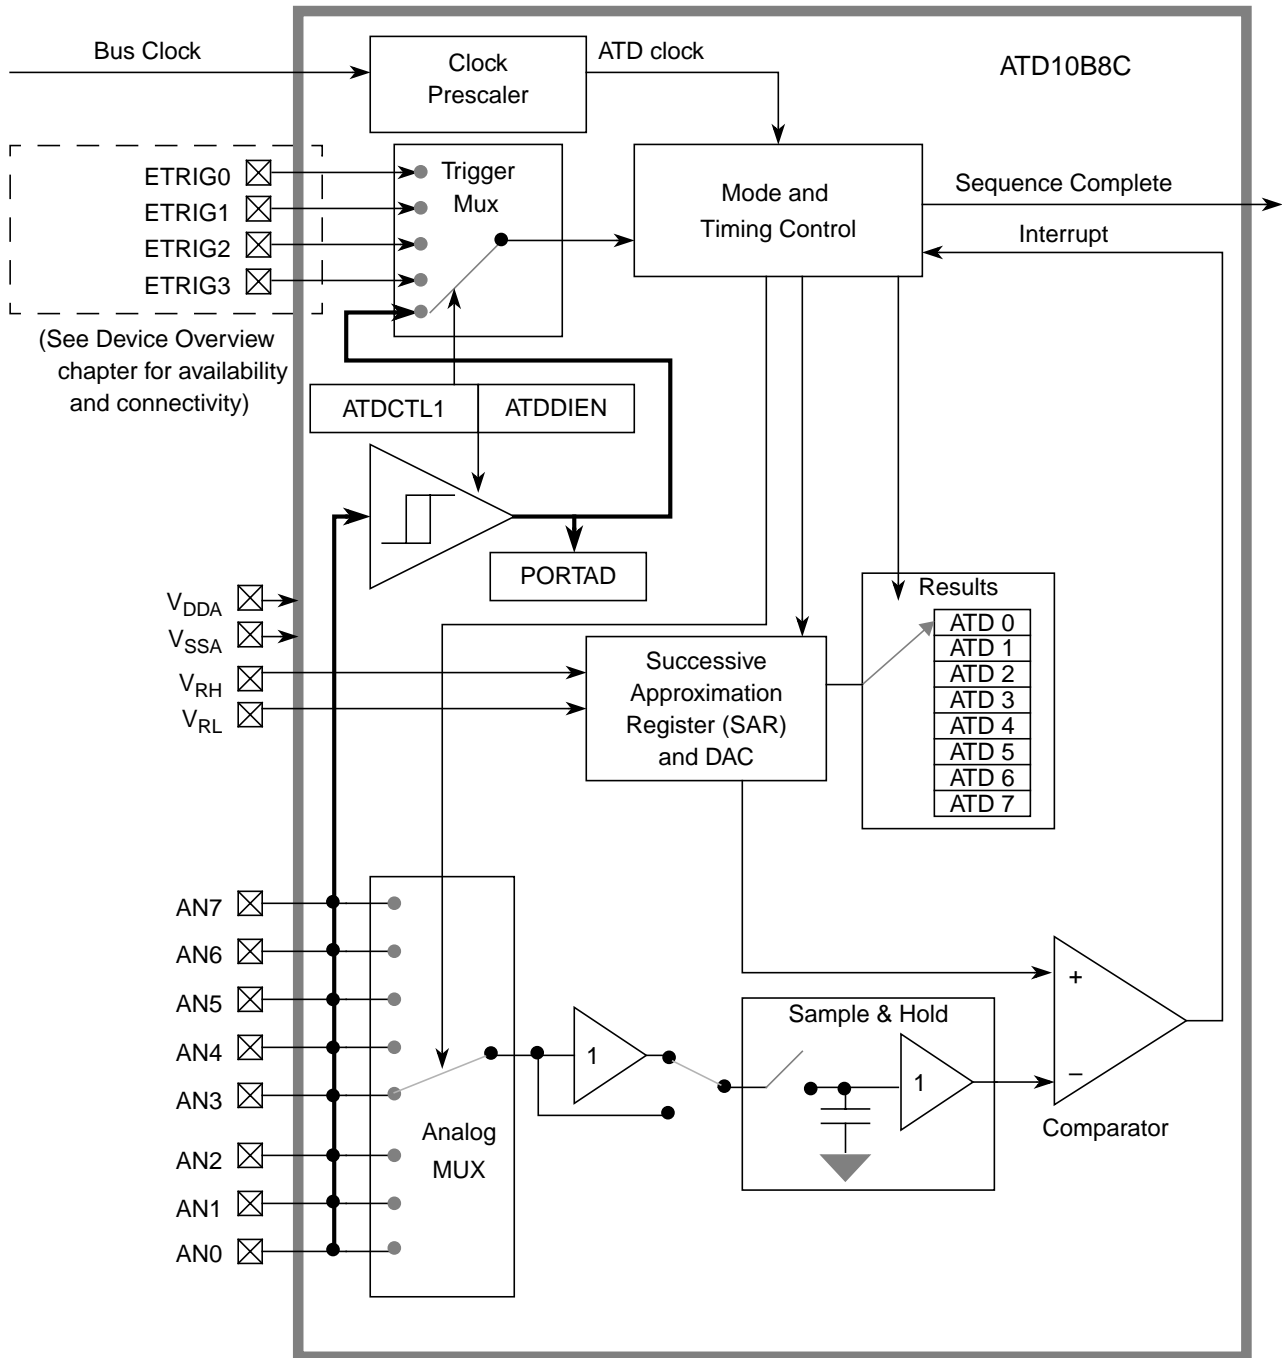 Bus Clock
Clock
Prescaler
ATD clock
ATD10B8C
ETRIG0
ETRIG1
ETRIG2
ETRIG3
(See Device Overview
chapter for availability
and connectivity)
Trigger
Mux
Mode and
Timing Control
Sequence Complete
Interrupt
ATDCTL1
ATDDIEN
PORTAD
VDDA
VSSA
VRH
VRL
Successive
Approximation
Register (SAR)
and DAC
Results
ATD 0
ATD 1
ATD 2
ATD 3
ATD 4
ATD 5
ATD 6
ATD 7
AN7
AN6
AN5
AN4
AN3
AN2
AN1
AN0
Analog
MUX
1
Sample & Hold
1
+
−
Comparator